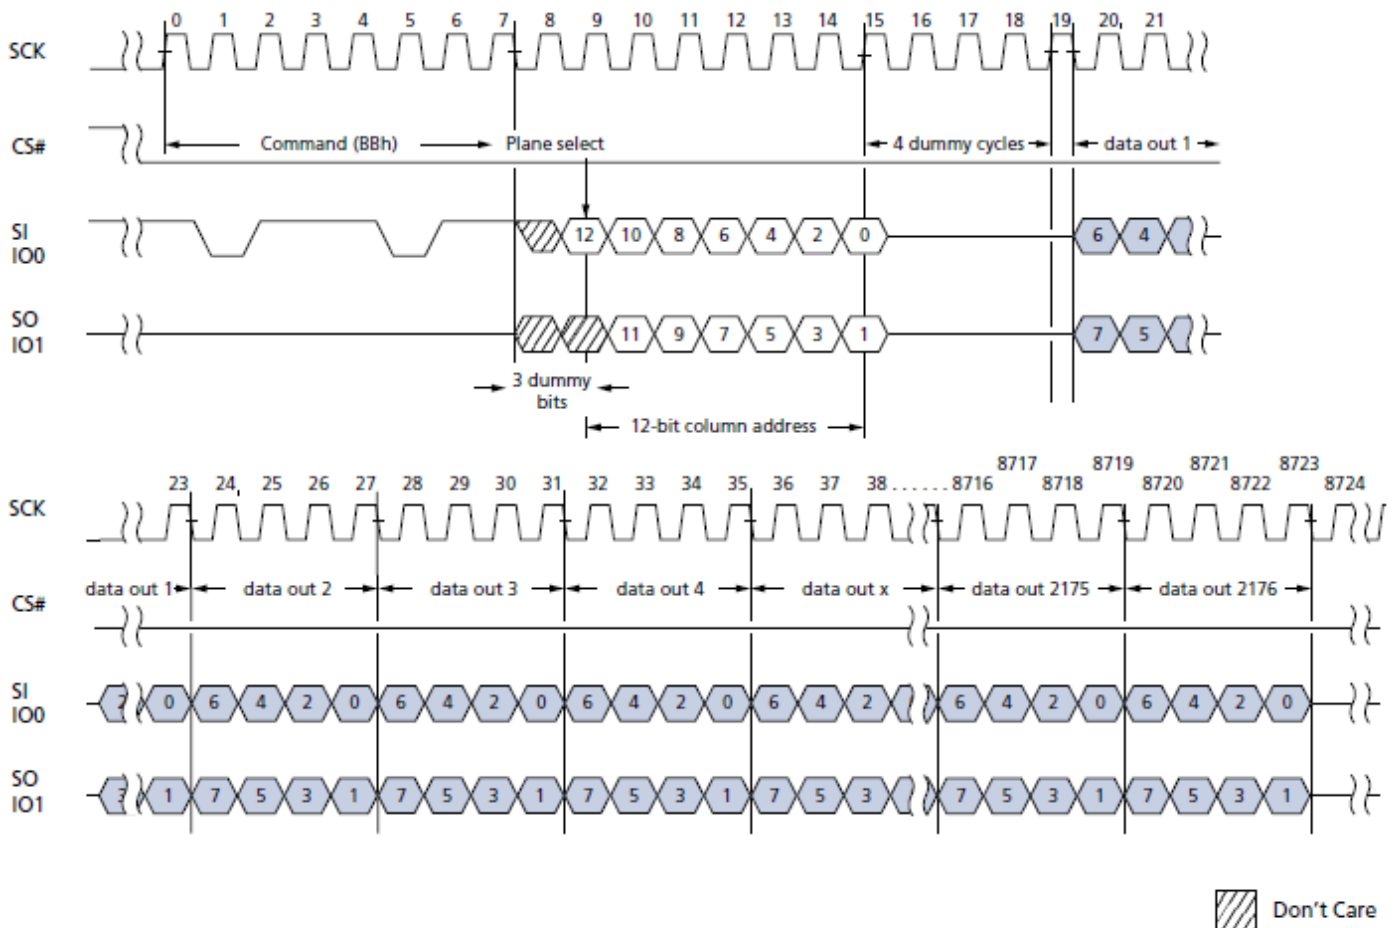 0 1 2 3 4 5 6 7 8 9 10 11 12 13 14 15 16 17 18 19 20 21
SCK
CS# Command (BBh) Plane select 4 dummy cycles data out 1
SI
IO0
12 10 8 6 4 2 0 6 4
SO
IO1
11 9 7 5 3 1 7 5
3 dummy
bits
12-bit column address
8717 8719 8721 8723
23 24 25 26 27 28 29 30 31 32 33 34 35 36 37 38 ...... 8716 8718 8720 8722 8724
SCK
data out 1 data out 2 data out 3 data out 4 data out x data out 2175 data out 2176
CS#
SI
IO0
2 0 6 4 2 0 6 4 2 0 6 4 2 0 6 4 2 6 4 2 0 6 4 2 0
SO
IO1
3 1 7 5 3 1 7 5 3 1 7 5 3 1 7 5 3 7 5 3 1 7 5 3 1
Don't Care